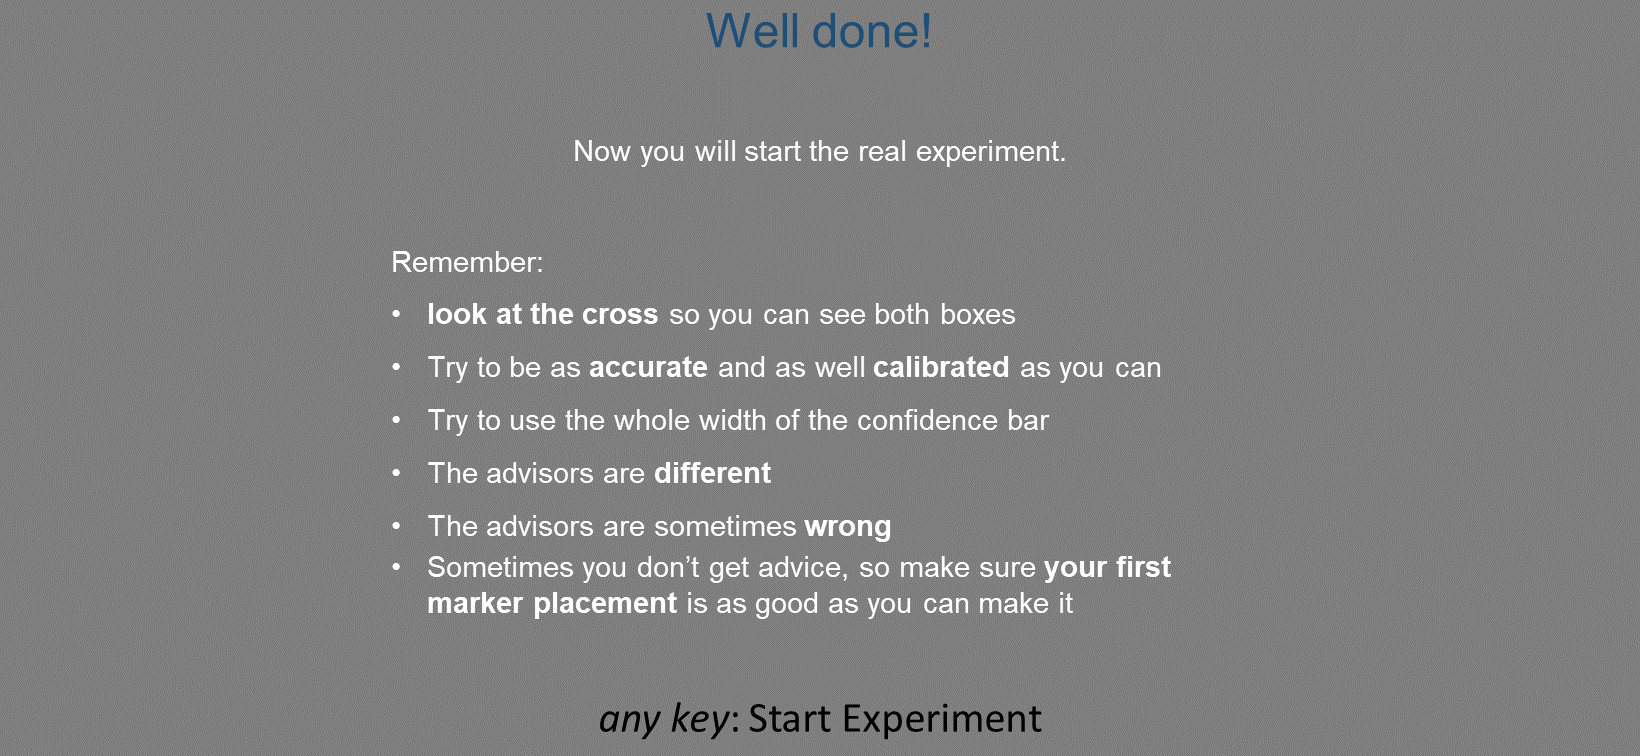 Well done!
Now you will start the real experiment.
Remember:
• look at the cross so you can see both boxes
• Try to be as accurate and as well calibrated as you can
• Try to use the whole width of the confidence bar
• The advisors are different
• The advisors are sometimes wrong
• Sometimes you don’t get advice, so make sure your first
marker placement is as good as you can make it
any key: Start Experiment